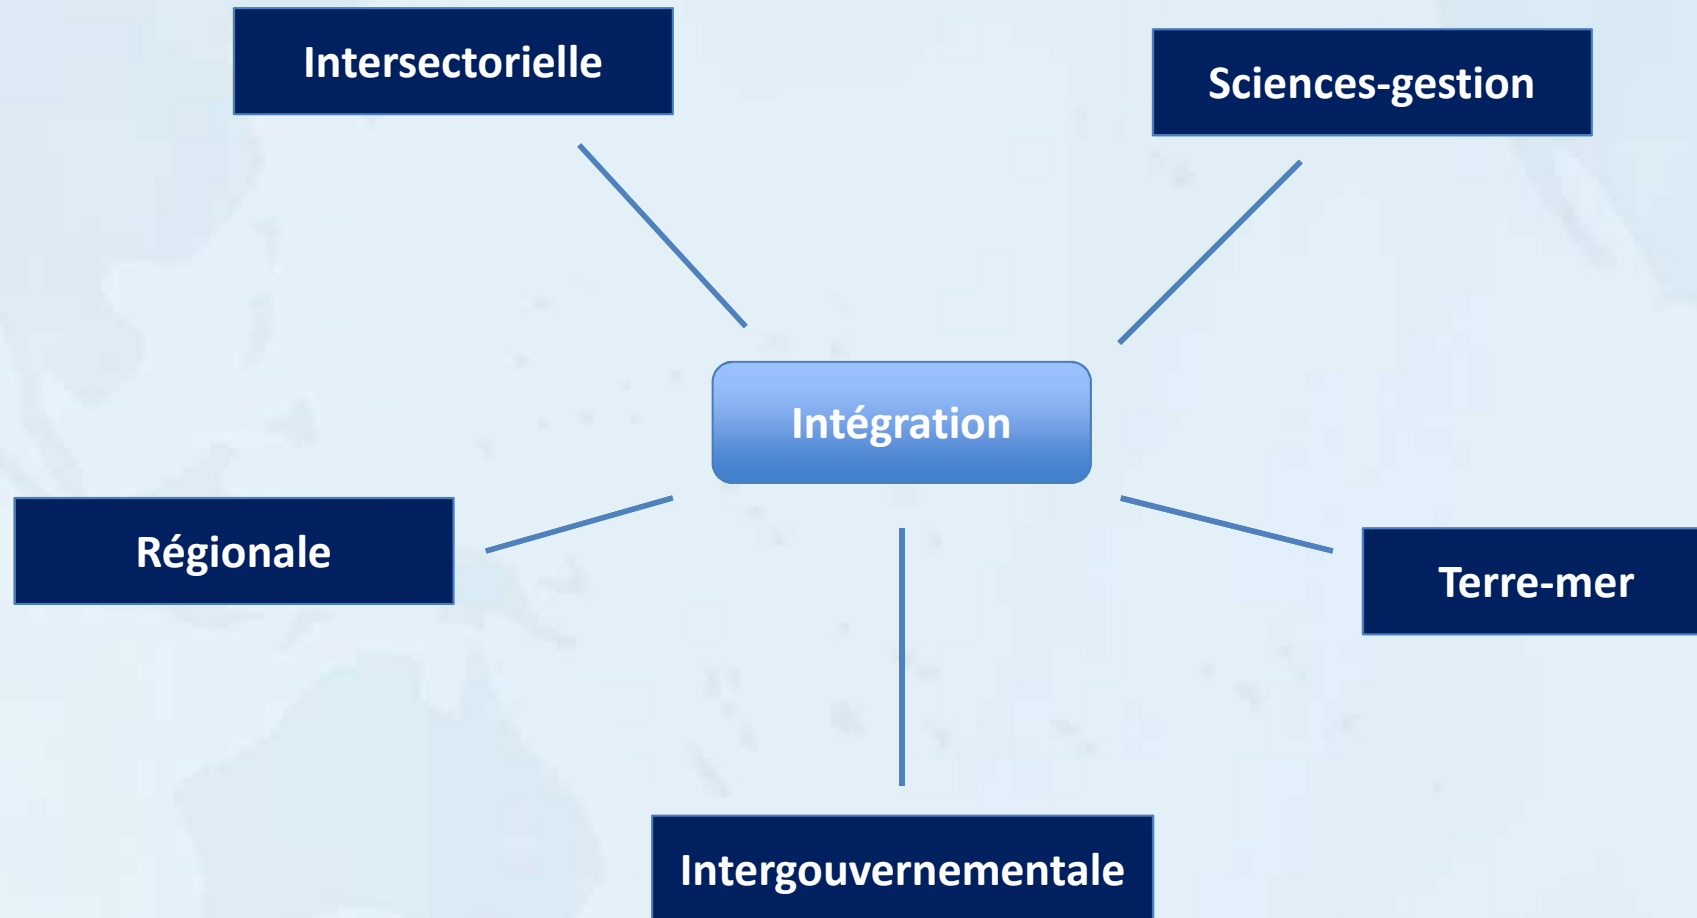 Intersectorielle
Sciences-gestion
Intégration
Régionale
Terre-mer
Intergouvernementale